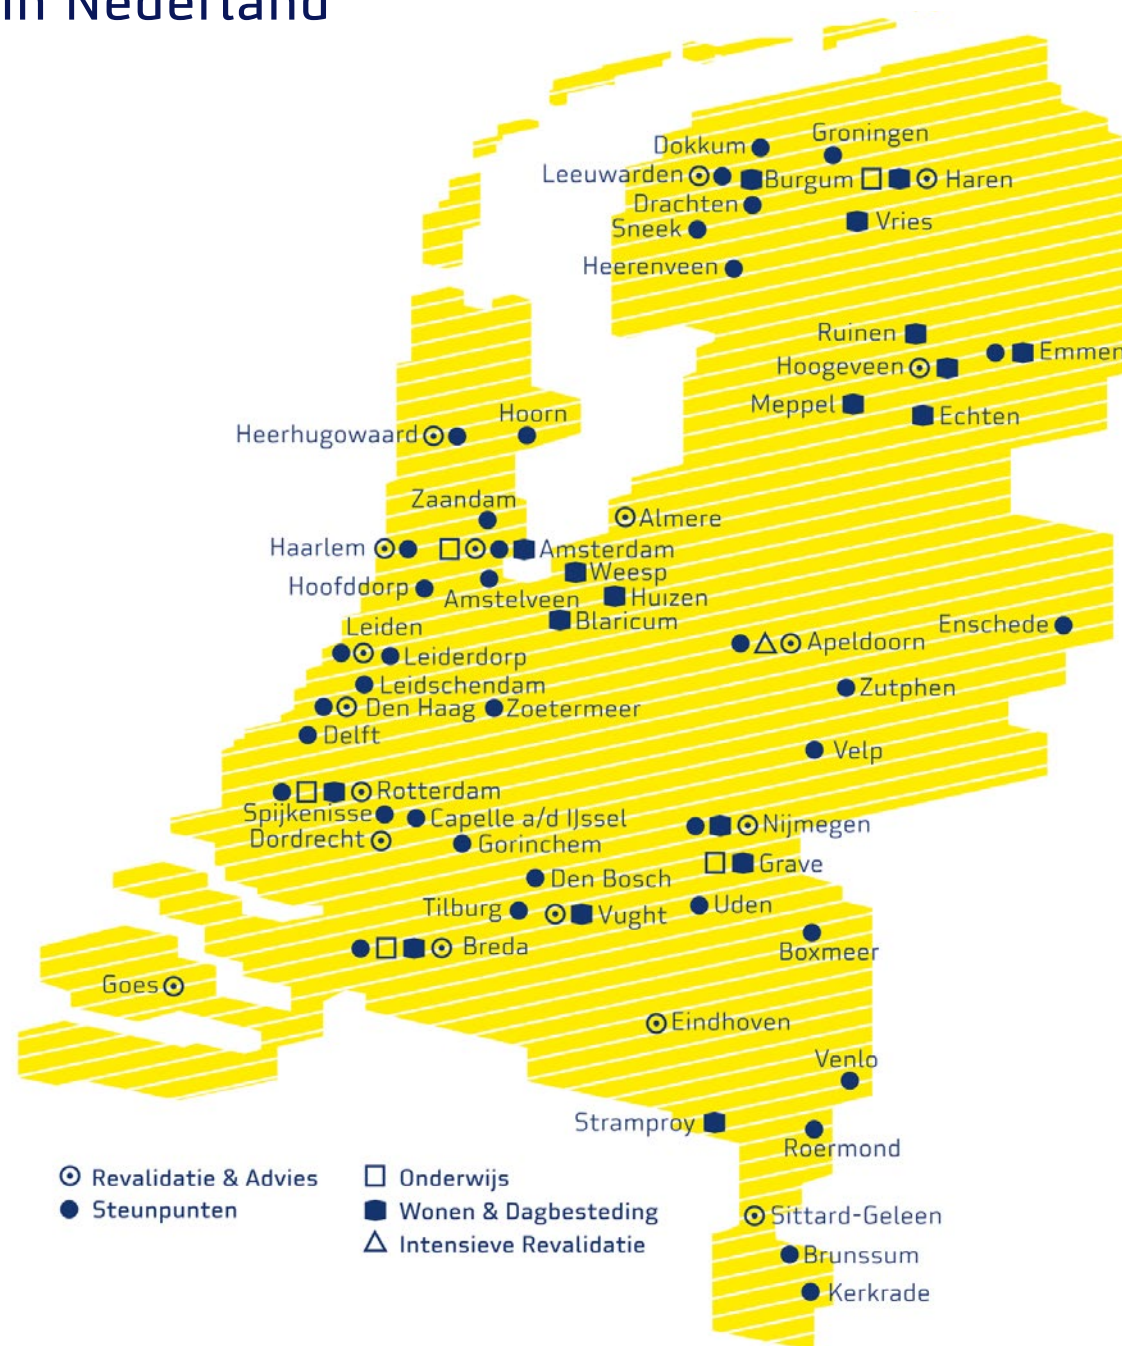 in Nederland
Groningen
Dokkum
Leeuwarden
Burgum
Haren
Drachten
Vries
Sneek
Heerenveen
Ruinen
Emmen
Hoogeveen
Meppel
Echten
Hoorn
Heerhugowaard
Zaandam
Almere
Haarlem
Amsterdam
Weesp
Hoofddorp
Amstelveen
Huizen
Blaricum
Enschede
Leiden
Apeldoorn
Leiderdorp
Leidschendam
Zutphen
Den Haag
Zoetermeer
Delft
Velp
Rotterdam
Spijkenisse
Capelle a/d IJssel
Nijmegen
Dordrecht
Gorinchem
Grave
Den Bosch
Tilburg
Vught
Uden
Breda
Boxmeer
Goes
Eindhoven
Venlo
Stramproy
Roermond
Revalidatie & Advies
Steunpunten
Onderwijs
Wonen & Dagbesteding
Intensieve Revalidatie
Sittard-Geleen
Brunssum
Kerkrade